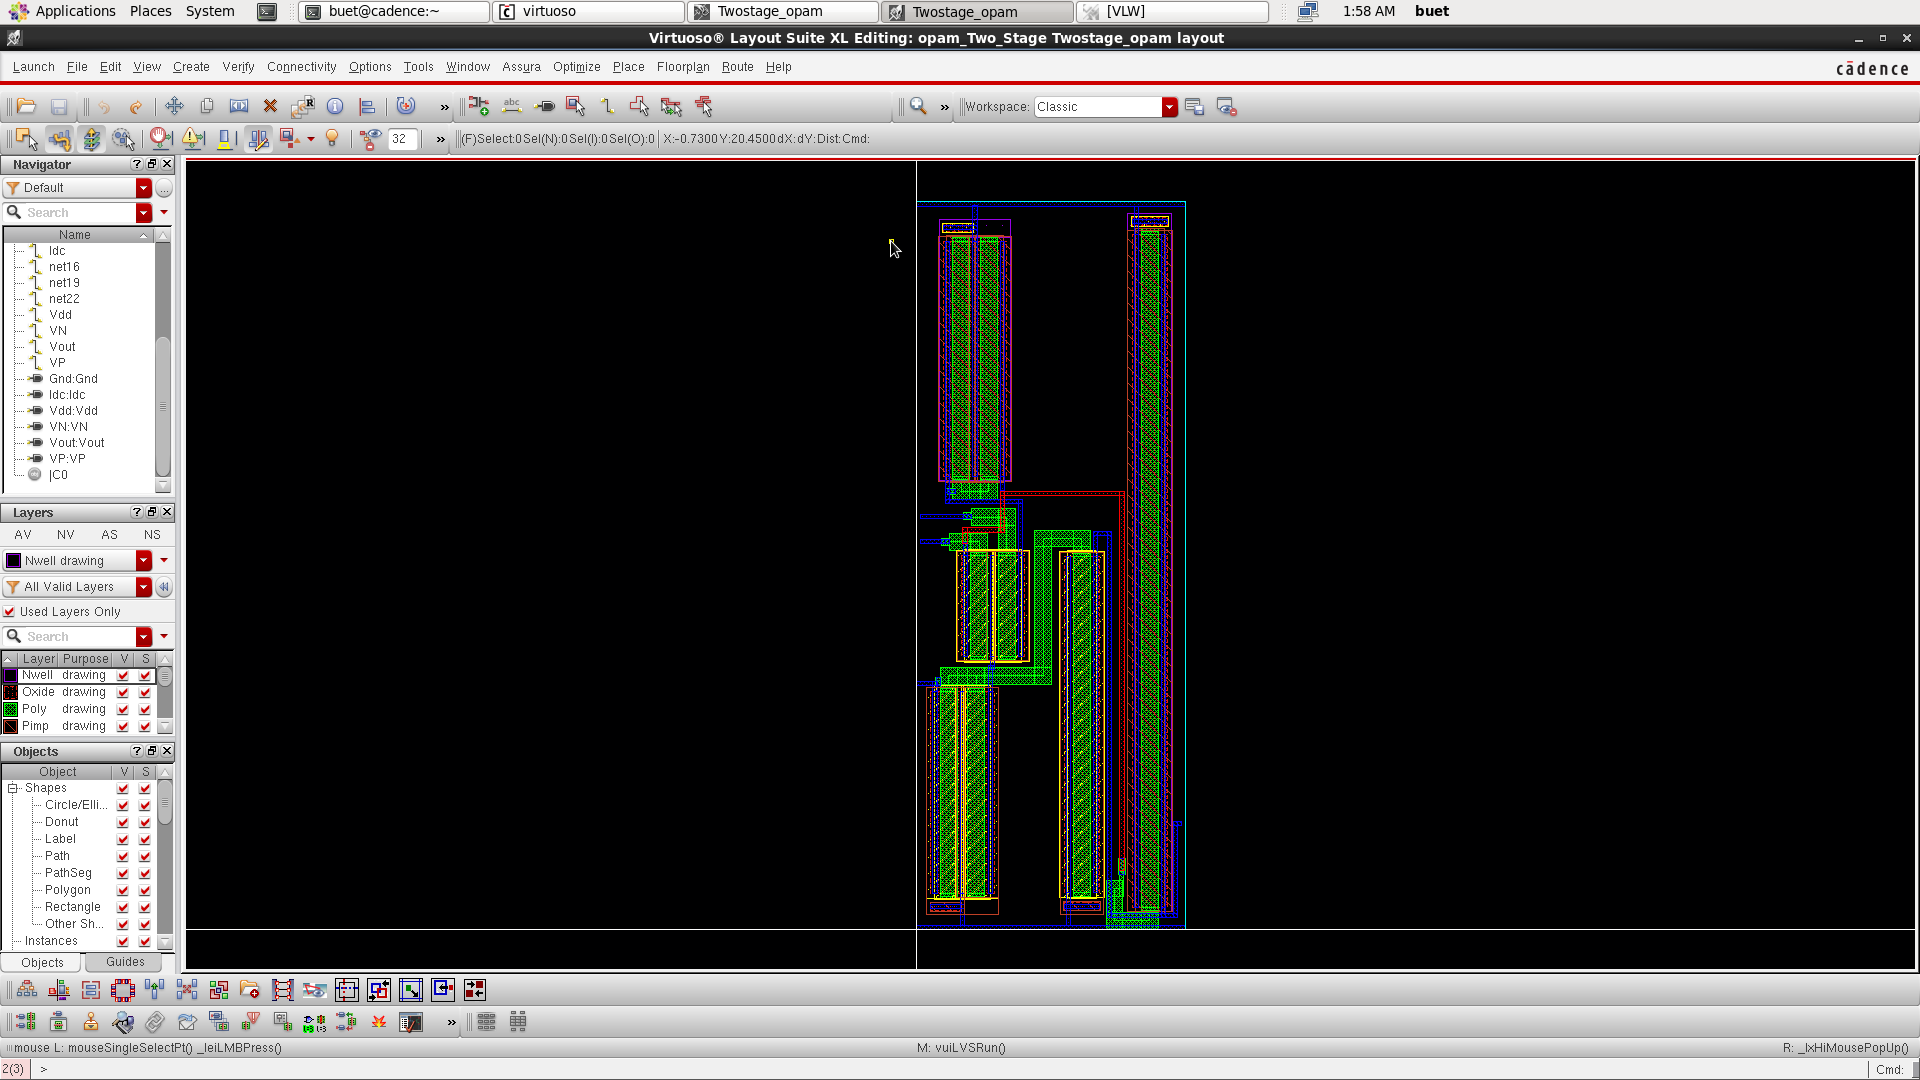 Applications Places System buet@cadence:~ virtuoso Twostage_opam Twostage_opam [VLW] 1:58 AM buet
Virtuoso® Layout Suite XL Editing: opam_Two_Stage Twostage_opam layout
Launch File Edit View Create Verify Connectivity Options Tools Window Assura Optimize Place Floorplan Route Help cādence
abc » » Workspace: Classic
32 » (F)Select:0 Sel(N):0 Sel(I):0 Sel(O):0 X:-0.7300 Y:20.4500 dX: dY: Dist: Cmd:
Navigator
Default
Search
Name
Idc
net16
net19
net22
Vdd
VN
Vout
VP
Gnd:Gnd
Idc:Idc
Vdd:Vdd
VN:VN
Vout:Vout
VP:VP
|C0
Layers
AV NV AS NS
Nwell drawing
All Valid Layers
Used Layers Only
Search
Layer Purpose V S
Nwell drawing
Oxide drawing
Poly drawing
Pimp drawing
Objects
Object V S
Shapes
Circle/Elli...
Donut
Label
Path
PathSeg
Polygon
Rectangle
Other Sh...
Instances
Objects Guides
»
mouse L: mouseSingleSelectPt() _leiLMBPress() M: vuiLVSRun() R: _lxHiMousePopUp()
2(3) > Cmd: